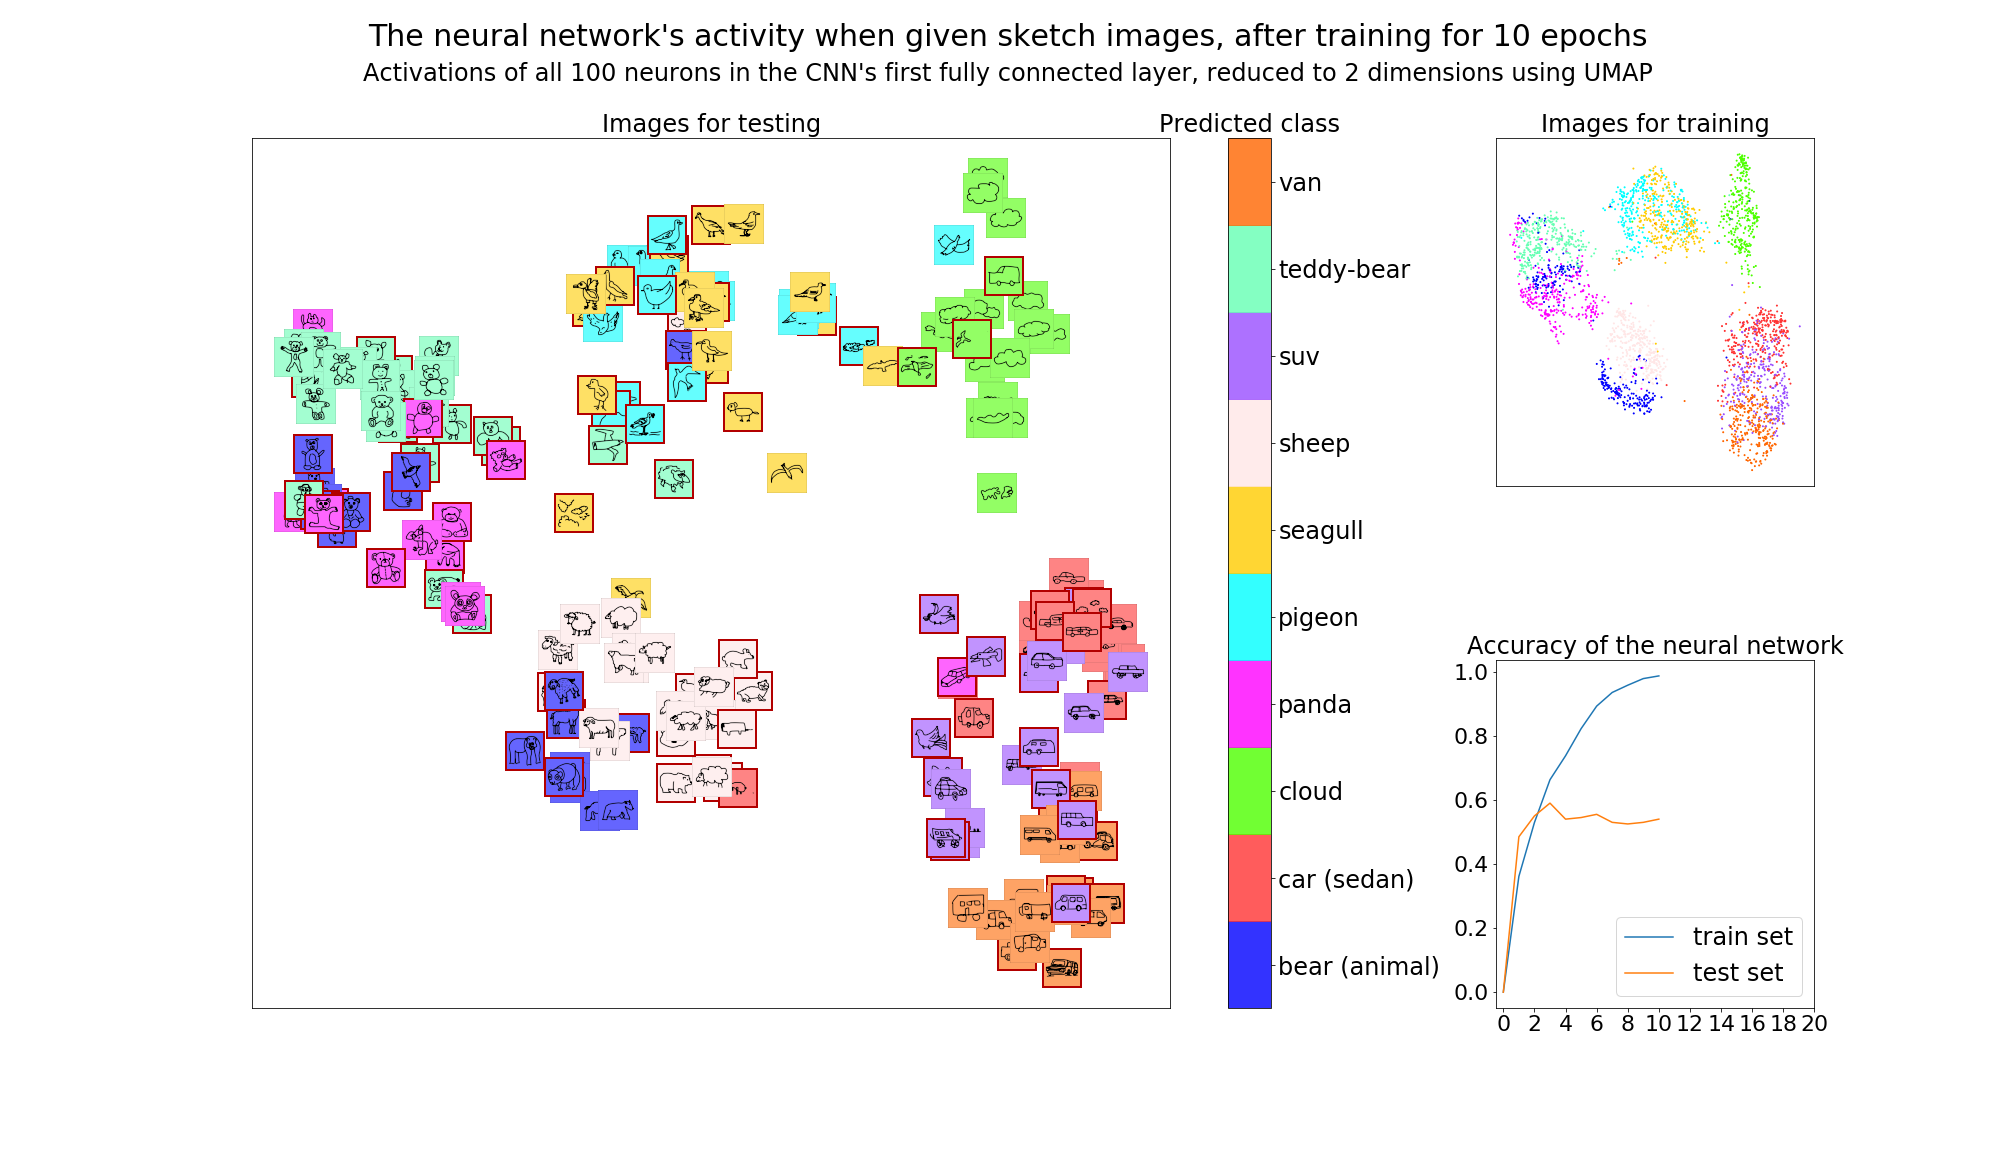 The neural network's activity when given sketch images, after training for 10 epochs
Activations of all 100 neurons in the CNN's first fully connected layer, reduced to 2 dimensions using UMAP
Images for testing
Predicted class
van
teddy-bear
suv
sheep
seagull
pigeon
panda
cloud
car (sedan)
bear (animal)
Images for training
Accuracy of the neural network
1.0
0.8
0.6
0.4
0.2
0.0
train set
test set
0 2 4 6 8 10 12 14 16 18 20